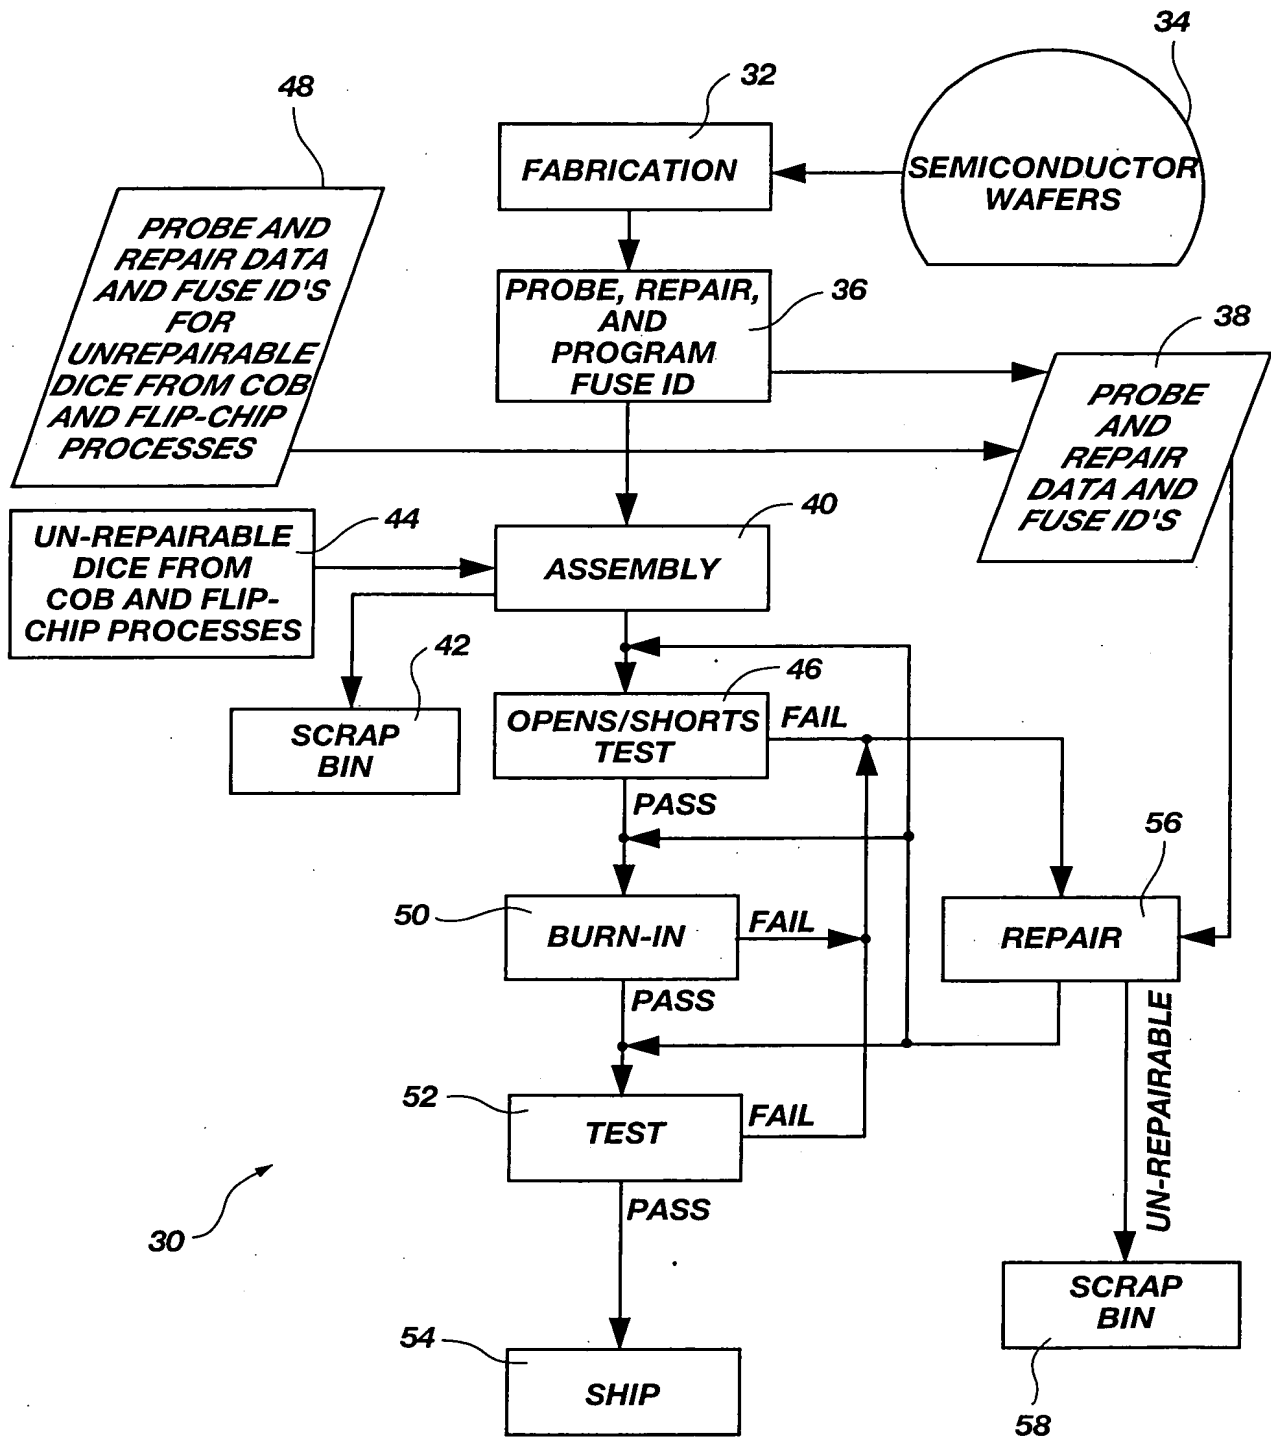 34
32
48
SEMICONDUCTOR
WAFERS
FABRICATION
PROBE AND
REPAIR DATA
AND FUSE ID'S
FOR
UNREPAIRABLE
DICE FROM COB
AND FLIP-CHIP
PROCESSES
PROBE, REPAIR,
AND
PROGRAM
FUSE ID
36
38
PROBE
AND
REPAIR
DATA AND
FUSE ID'S
UN-REPAIRABLE
DICE FROM
COB AND FLIP-
CHIP PROCESSES
44
40
ASSEMBLY
42
SCRAP
BIN
46
OPENS/SHORTS
TEST
FAIL
PASS
56
50
BURN-IN
FAIL
REPAIR
PASS
UN-REPAIRABLE
52
TEST
FAIL
PASS
30
SCRAP
BIN
54
SHIP
58